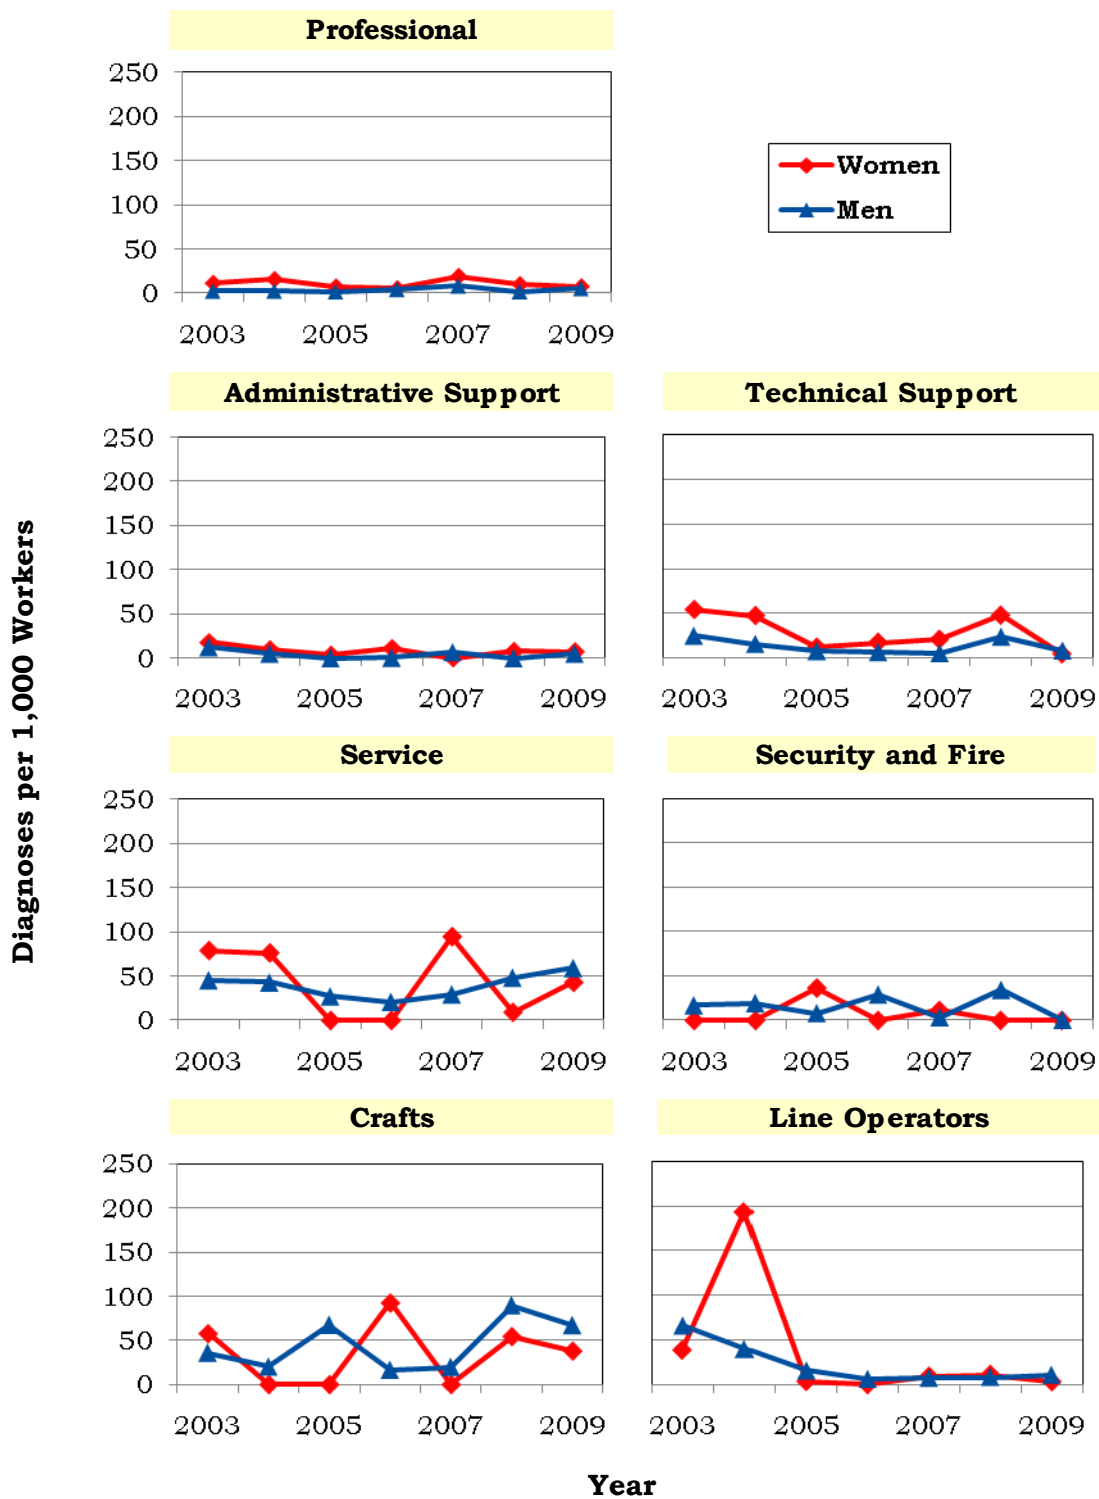 Professional
250
200
150
100
50
0
2003 2005 2007 2009
Women
Men
Diagnoses per 1,000 Workers
Administrative Support
250
200
150
100
50
0
2003 2005 2007 2009
Technical Support
2003 2005 2007 2009
Service
250
200
150
100
50
0
2003 2005 2007 2009
Security and Fire
2003 2005 2007 2009
Crafts
250
200
150
100
50
0
2003 2005 2007 2009
Line Operators
2003 2005 2007 2009
Year